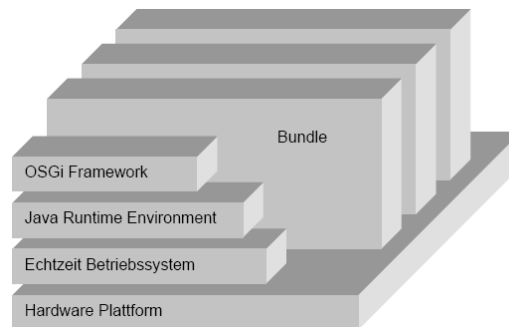 Bundle
OSGi Framework
Java Runtime Environment
Echtzeit Betriebssystem
Hardware Plattform